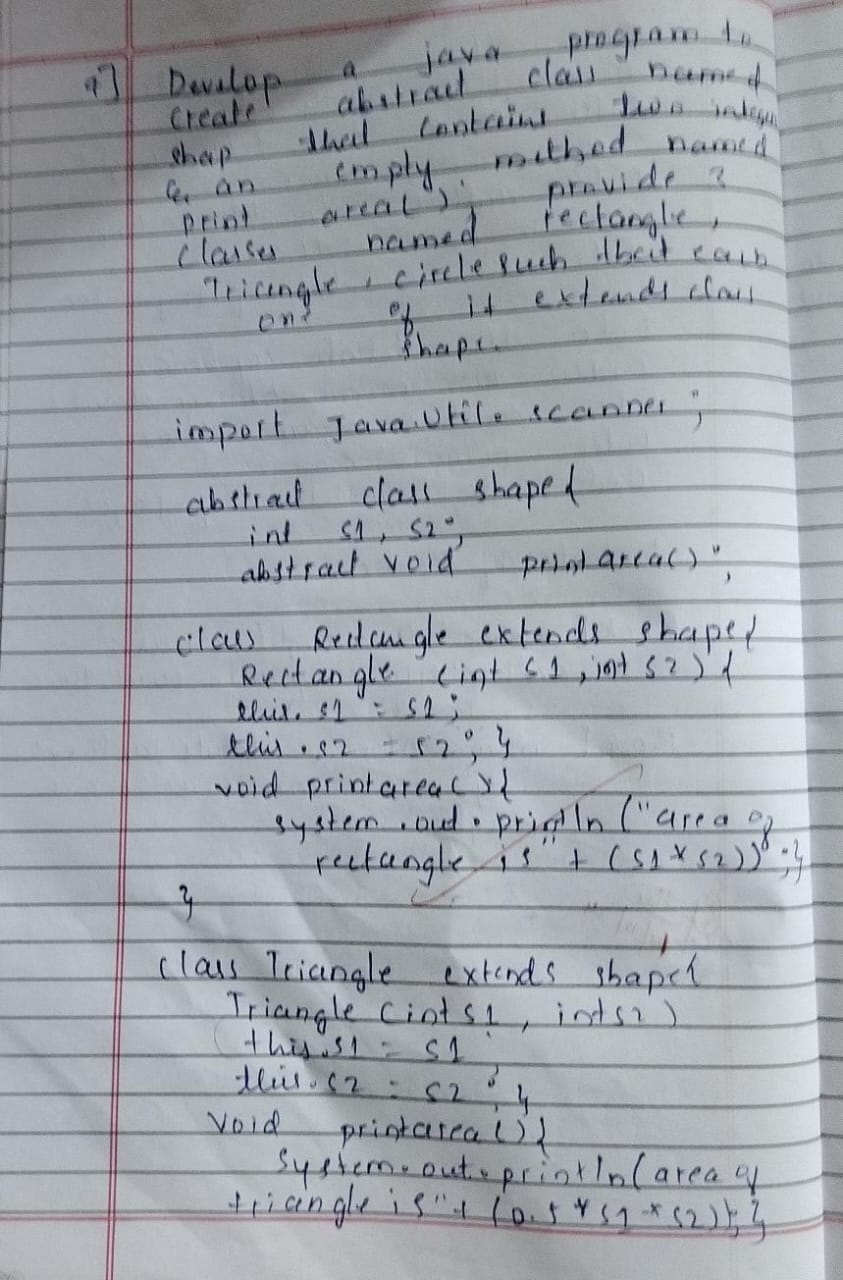 9] Develop a java program to
create abstract class named
shap that contains two integer
& an empty method named
print area(). provide 3
classes named rectangle,
Triangle, circle such that each
one of it extends class
shape.
import Java.Utile scanner ;
abstract class shape {
int s1, s2;
abstract void printarea();
class Rectangle extends shape {
Rectangle (int s1, int s2) {
this. s1 = s1;
this . s2 = s2; }
void printarea( ) {
system . out . println ("area of
rectangle is" + (s1 * s2)) ; }
}
class Triangle extends shape {
Triangle (int s1, int s2)
this.s1 = s1
this.s2 = s2 ; }
void printarea() {
system. out. println(area of
triangle is" + (0.5 * s1 * s2)); }